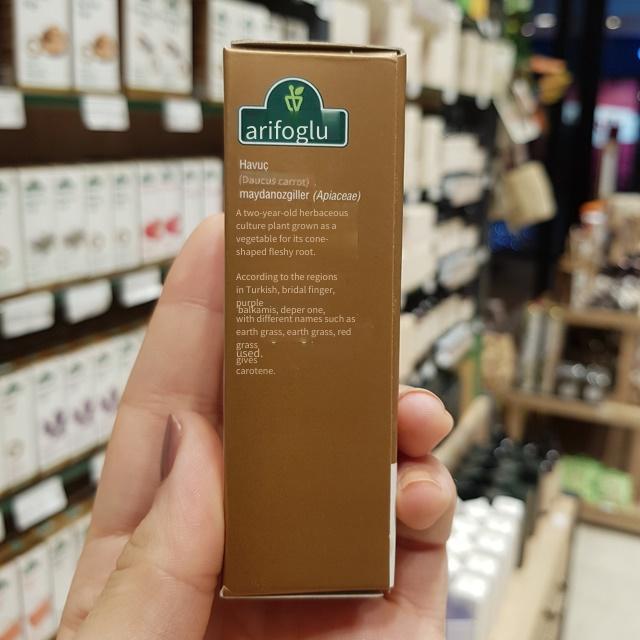 arifoglu
Havuç
(Daucus carrot)
maydanozgiller (Apiaceae)
A two-year-old herbaceous
culture plant grown as a
vegetable for its cone-
shaped fleshy root.
According to the regions
in Turkish, bridal finger,
purple
balkamis, deper one,
with different names such as
earth grass, earth grass, red
grass
used.
gives
carotene.